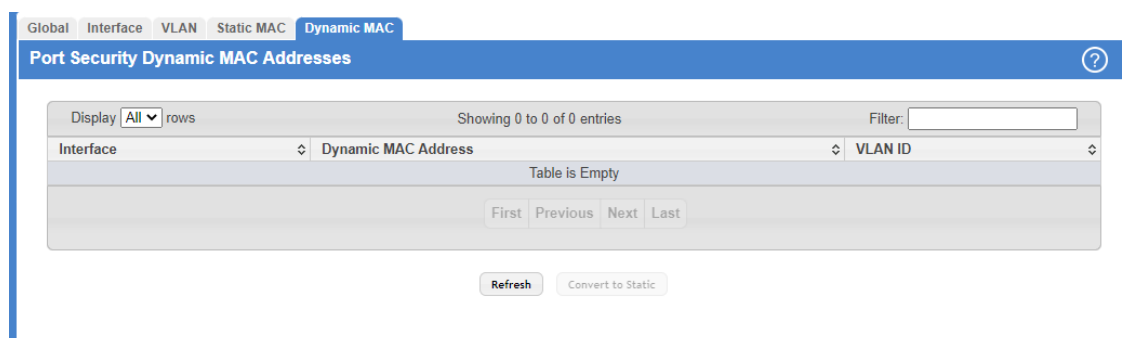 Global Interface VLAN Static MAC Dynamic MAC
Port Security Dynamic MAC Addresses ?
Display All rows Showing 0 to 0 of 0 entries Filter:
Interface Dynamic MAC Address VLAN ID
Table is Empty
First Previous Next Last
Refresh Convert to Static